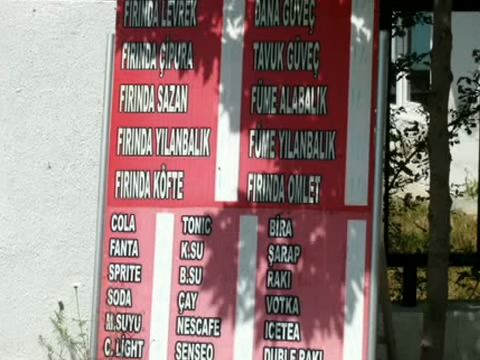 FIRINDA LEVREK
FIRINDA ÇİPURA
FIRINDA SAZAN
FIRINDA YILANBALIK
FIRINDA KÖFTE
DANA GÜVEÇ
TAVUK GÜVEÇ
FÜME ALABALIK
FÜME YILANBALIK
FIRINDA OMLET
COLA
FANTA
SPRITE
SODA
M.SUYU
C. LİGHT
TONIC
K.SU
B.SU
ÇAY
NESCAFE
SENSEO
BİRA
ŞARAP
RAKI
VOTKA
ICETEA
DUBLE RAKI